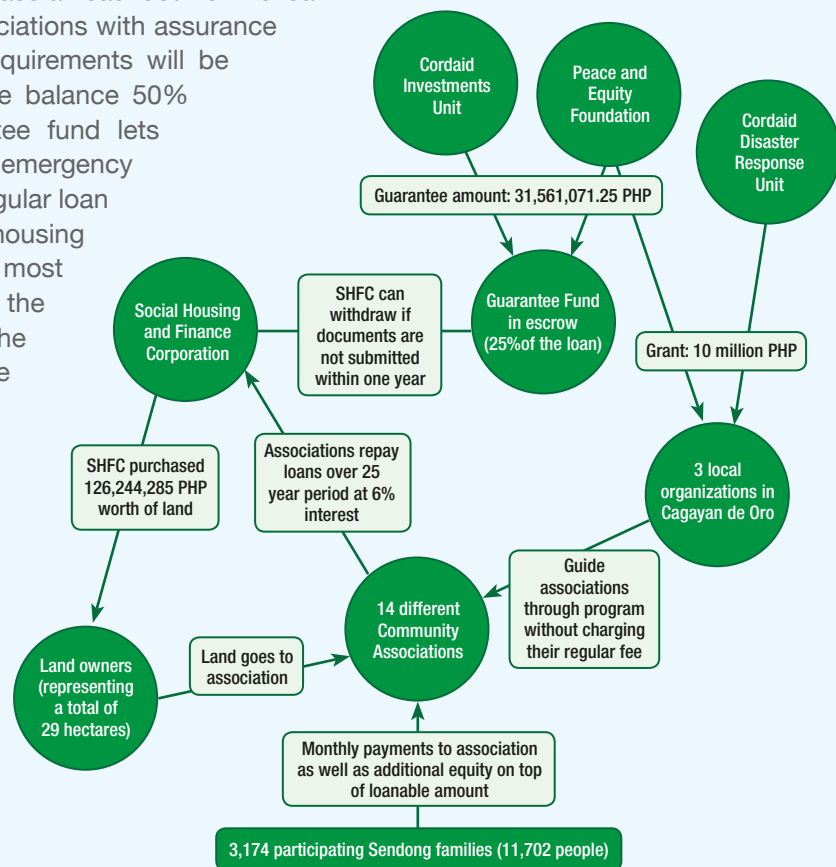 ciations with assurance
quirements will be
e balance 50%
tee fund lets
emergency
gular loan
housing
most
the
he
e
Cordaid
Investments
Unit
Peace and
Equity
Foundation
Cordaid
Disaster
Response
Unit
Guarantee amount: 31,561,071.25 PHP
Social Housing
and Finance
Corporation
SHFC can
withdraw if
documents are
not submitted
within one year
Guarantee Fund
in escrow
(25%of the loan)
Grant: 10 million PHP
SHFC purchased
126,244,285 PHP
worth of land
Associations repay
loans over 25
year period at 6%
interest
3 local
organizations in
Cagayan de Oro
Guide
associations
through program
without charging
their regular fee
14 different
Community
Associations
Land owners
(representing
a total of
29 hectares)
Land goes to
association
Monthly payments to association
as well as additional equity on top
of loanable amount
3,174 participating Sendong families (11,702 people)